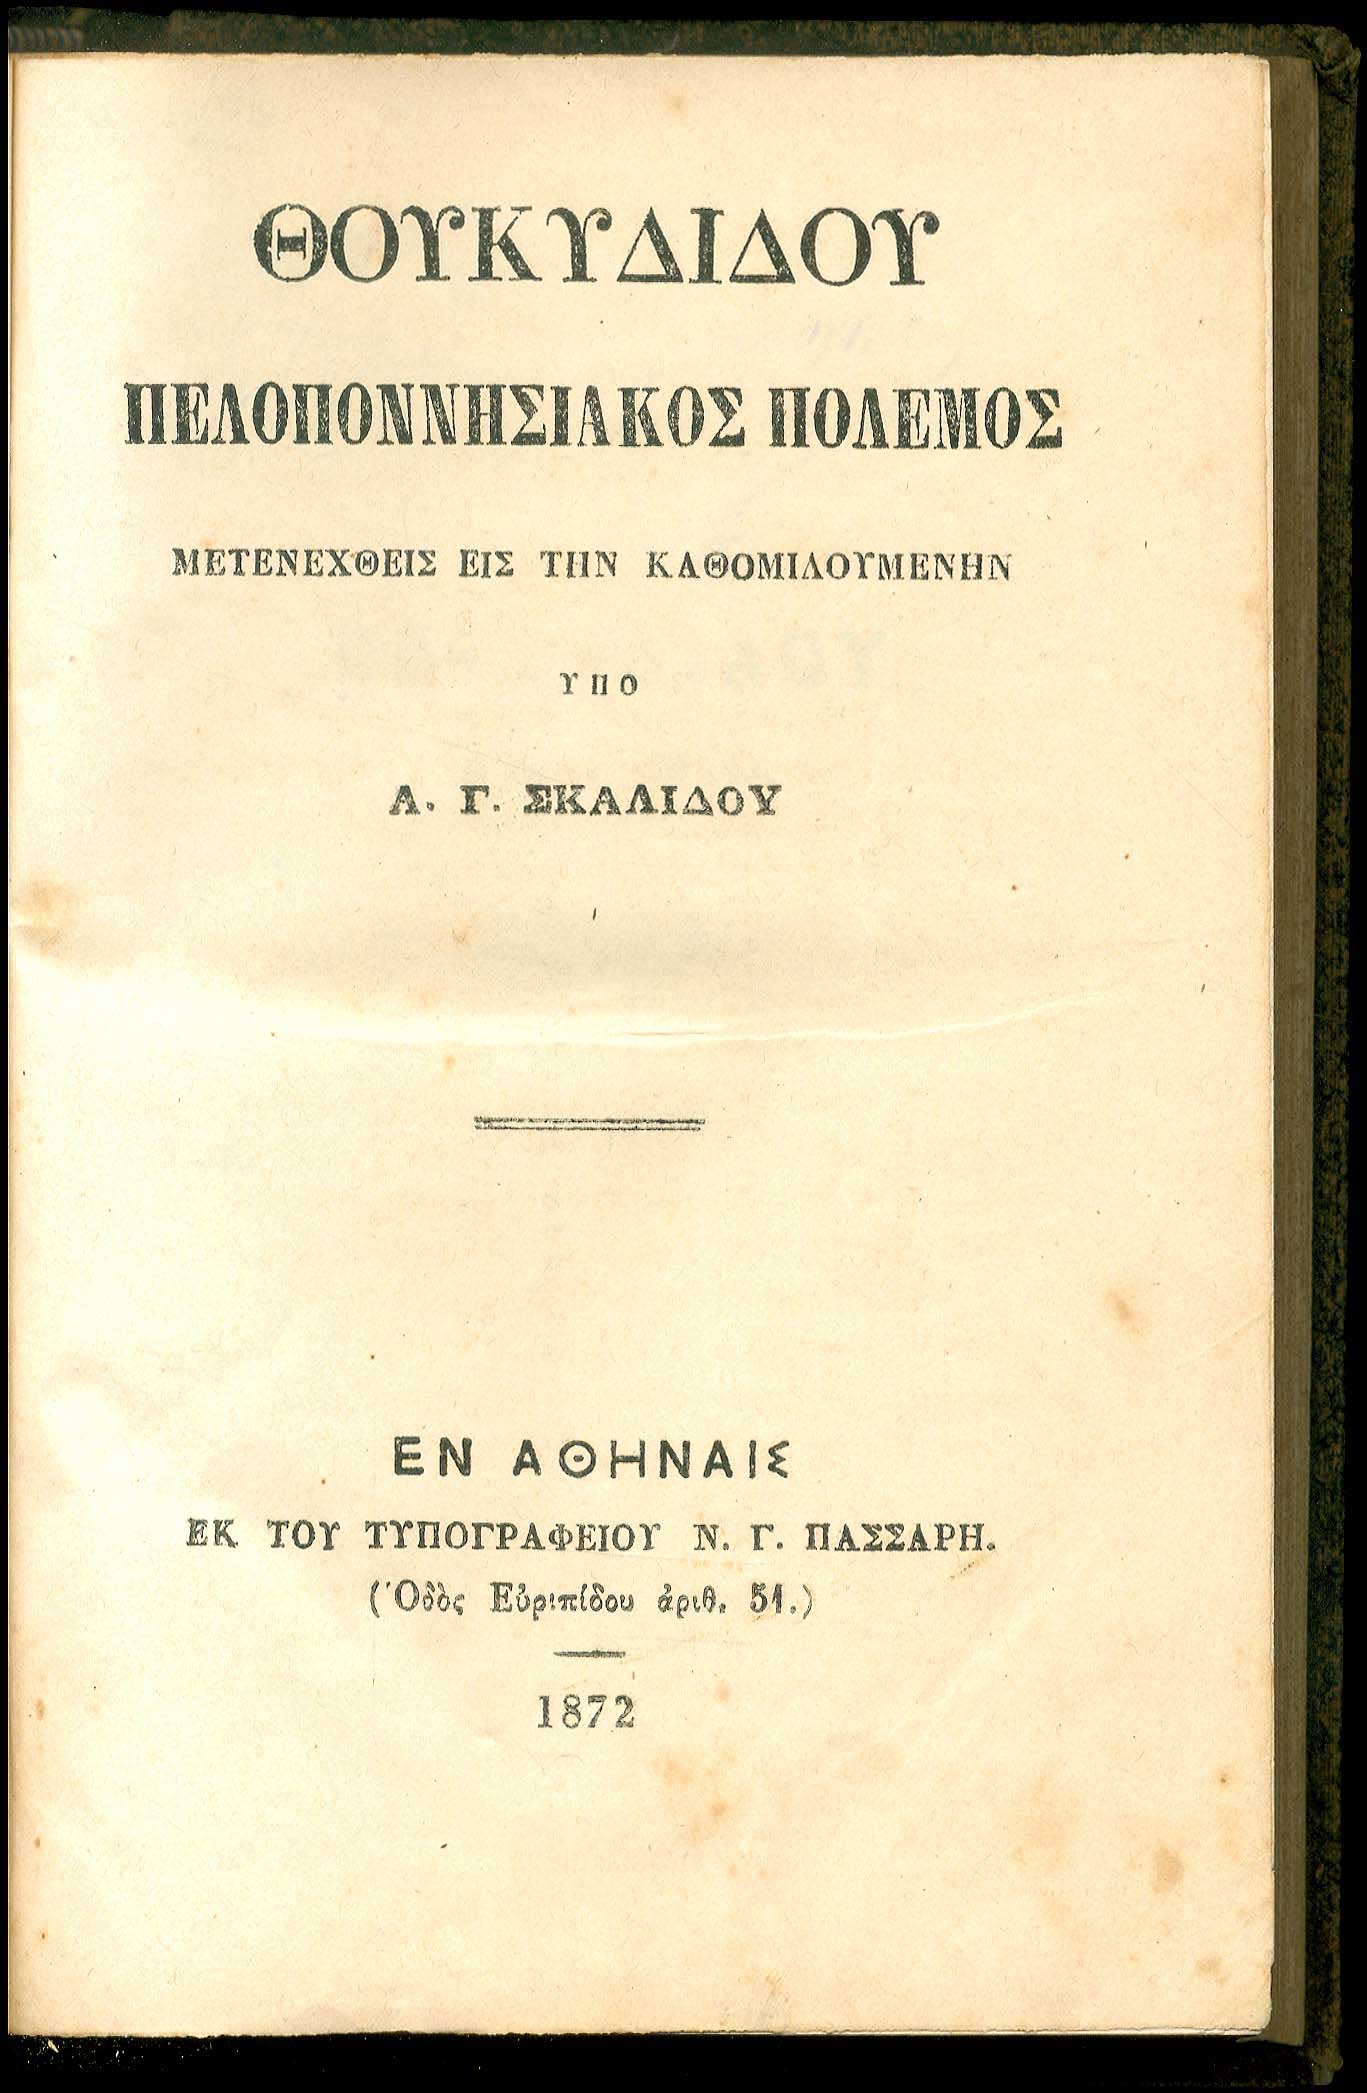 ΘΟΥΚΥΔΙΔΟΥ
ΠΕΛΟΠΟΝΝΗΣΙΑΚΟΣ ΠΟΛΕΜΟΣ
ΜΕΤΕΝΕΧΘΕΙΣ ΕΙΣ ΤΗΝ ΚΑΘΟΜΙΛΟΥΜΕΝΗΝ
ΥΠΟ
Α. Γ. ΣΚΑΛΙΔΟΥ
ΕΝ ΑΘΗΝΑΙΣ
ΕΚ ΤΟΥ ΤΥΠΟΓΡΑΦΕΙΟΥ Ν. Γ. ΠΑΣΣΑΡΗ.
(Ὁδὸς Εὐριπίδου ἀριθ. 51.)
1872